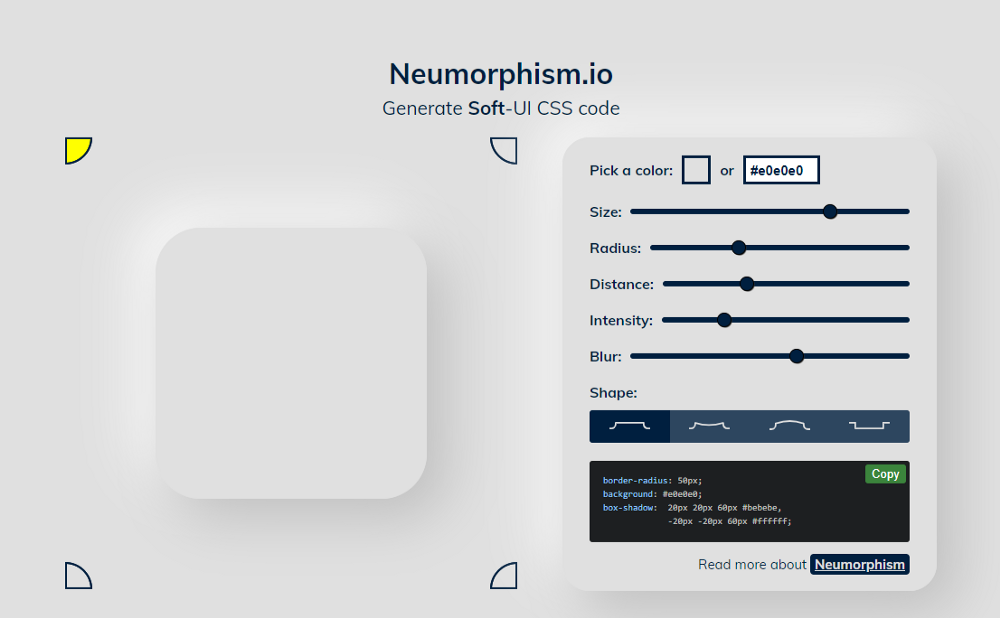 Neumorphism.io
Generate Soft-UI CSS code
Pick a color: or #e0e0e0
Size:
Radius:
Distance:
Intensity:
Blur:
Shape:
Copy
border-radius: 50px;
background: #e0e0e0;
box-shadow: 20px 20px 60px #bebebe,
-20px -20px 60px #ffffff;
Read more about Neumorphism